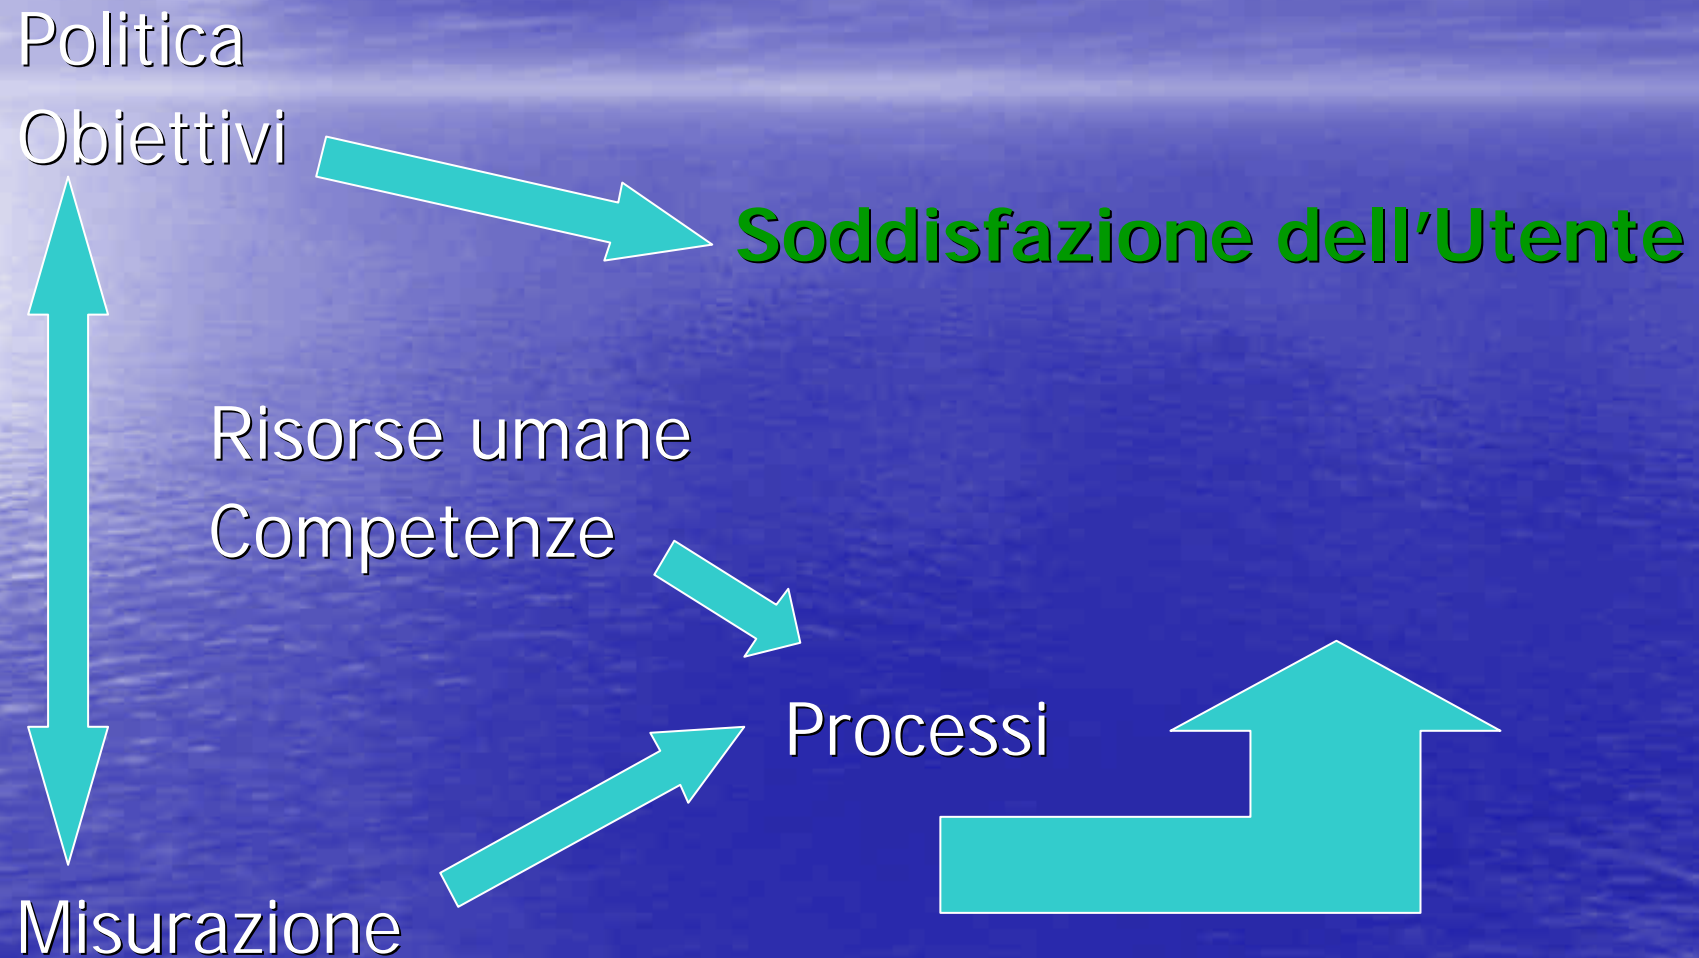 Politica
Obiettivi
Soddisfazione dell'Utente
Risorse umane
Competenze
Processi
Misurazione